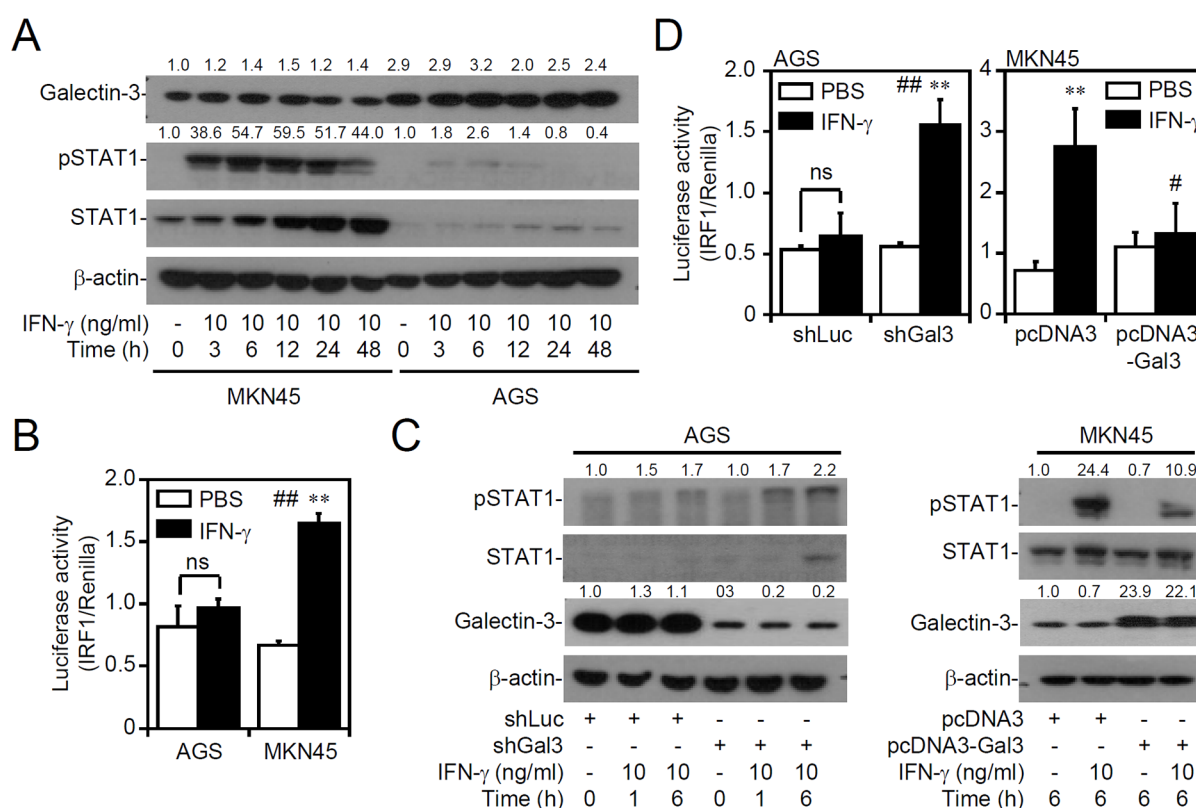 A
1.0 1.2 1.4 1.5 1.2 1.4 2.9 2.9 3.2 2.0 2.5 2.4
Galectin-3-
1.0 38.6 54.7 59.5 51.7 44.0 1.0 1.8 2.6 1.4 0.8 0.4
pSTAT1-
STAT1-
β-actin-
IFN-γ (ng/ml) - 10 10 10 10 10 - 10 10 10 10 10
Time (h) 0 3 6 12 24 48 0 3 6 12 24 48
MKN45 AGS
B
Luciferase activity
(IRF1/Renilla)
2.0
1.5
1.0
0.5
0
PBS
IFN-γ
ns
## **
AGS MKN45
C
AGS
1.0 1.5 1.7 1.0 1.7 2.2
pSTAT1-
STAT1-
1.0 1.3 1.1 03 0.2 0.2
Galectin-3-
β-actin-
shLuc + + + - - -
shGal3 - - - + + +
IFN-γ (ng/ml) - 10 10 - 10 10
Time (h) 0 1 6 0 1 6
MKN45
1.0 24.4 0.7 10.9
pSTAT1-
STAT1-
1.0 0.7 23.9 22.1
Galectin-3-
β-actin-
pcDNA3 + + - -
pcDNA3-Gal3 - - + +
IFN-γ (ng/ml) - 10 - 10
Time (h) 6 6 6 6
D
AGS
Luciferase activity
(IRF1/Renilla)
2.0
1.5
1.0
0.5
0
PBS
IFN-γ
ns
## **
shLuc shGal3
MKN45
4
3
2
1
0
PBS
IFN-γ
**
#
pcDNA3 pcDNA3
-Gal3